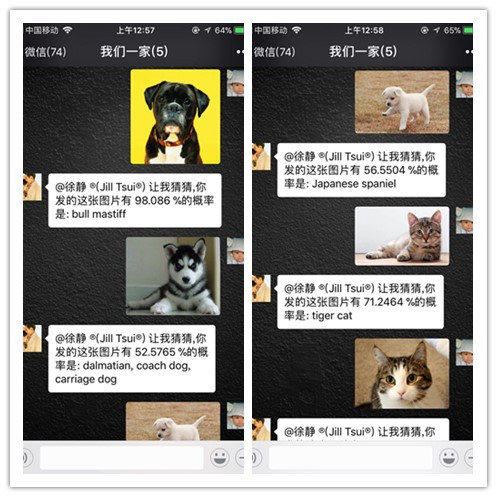 中国移动 上午12:57 64%
微信(74) 我们一家(5)
@徐静 ®(Jill Tsui®) 让我猜猜,你
发的这张图片有 98.086 %的概
率是: bull mastiff
@徐静 ®(Jill Tsui®) 让我猜猜,你
发的这张图片有 52.5765 %的概
率是: dalmatian, coach dog,
carriage dog
中国移动 上午12:58 65%
微信(74) 我们一家(5)
@徐静 ®(Jill Tsui®) 让我猜猜,你
发的这张图片有 56.5504 %的概
率是: Japanese spaniel
@徐静 ®(Jill Tsui®) 让我猜猜,你
发的这张图片有 71.2464 %的概
率是: tiger cat
@徐静 ®(Jill Tsui®) 让我猜猜,你